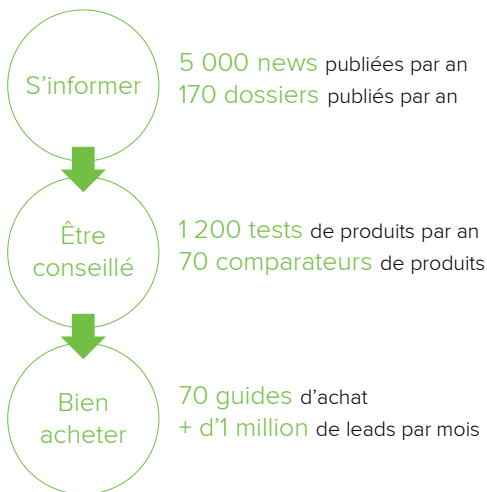 S'informer
5 000 news publiées par an
170 dossiers publiés par an
Être
conseillé
1 200 tests de produits par an
70 comparateurs de produits
Bien
acheter
70 guides d'achat
+ d'1 million de leads par mois